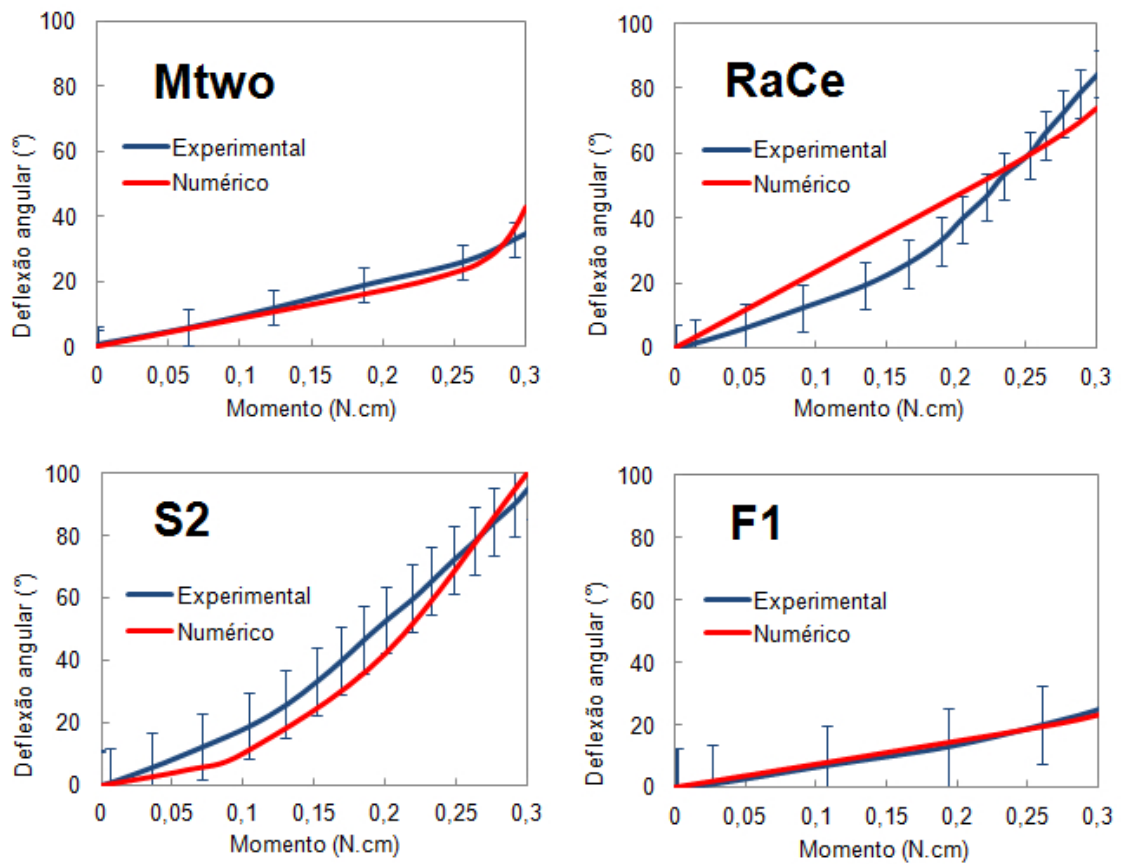 Mtwo
Experimental
Numérico
Deflexão angular (°)
100
80
60
40
20
0
0 0,05 0,1 0,15 0,2 0,25 0,3
Momento (N.cm)
RaCe
Experimental
Numérico
Deflexão angular (°)
100
80
60
40
20
0
0 0,05 0,1 0,15 0,2 0,25 0,3
Momento (N.cm)
S2
Experimental
Numérico
Deflexão angular (°)
100
80
60
40
20
0
0 0,05 0,1 0,15 0,2 0,25 0,3
Momento (N.cm)
F1
Experimental
Numérico
Deflexão angular (°)
100
80
60
40
20
0
0 0,05 0,1 0,15 0,2 0,25 0,3
Momento (N.cm)